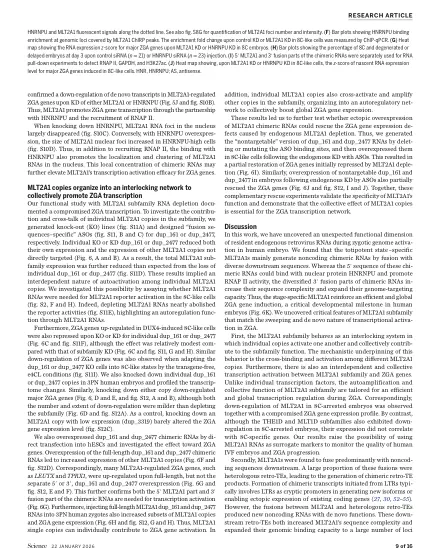 RESEARCH ARTICLE
HNRNPU and MLT2A1 fluorescent signals along the dotted line. See also fig. S8G for quantification of MLT2A1 foci number and intensity. (F) Bar plots showing HNRNPU binding
enrichment at genomic loci covered by MLT2A1 ChIRP peaks. The enrichment fold change upon control KD or MLT2A1 KD in 8C-like cells was measured by ChIP-qPCR. (G) Heat
map showing the RNA expression z-score for major ZGA genes upon MLT2A1 KD or HNRNPU KD in 8C embryos. (H) Bar plots showing the percentage of 8C and degenerated or
delayed embryos at day 3 upon control siRNA (n = 21) or HNRNPU siRNA (n = 23) injection. (I) 5′ MLT2A1 and 3′ fusion parts of the chimeric RNAs were separately used for RNA
pull-down experiments to detect RNAP II, GAPDH, and H3K27ac. (J) Heat map showing, upon MLT2A1 KD or HNRNPU KD in 8C-like cells, the z-score of nascent RNA expression
level for major ZGA genes induced in 8C-like cells. HNR, HNRNPU; AS, antisense.
confirmed a down-regulation of de novo transcripts in MLT2A1-regulated
ZGA genes upon KD of either MLT2A1 or HNRNPU (Fig. 5J and fig. S10B).
Thus, MLT2A1 promotes ZGA gene transcription through the partnership
with HNRNPU and the recruitment of RNAP II.
When knocking down HNRNPU, MLT2A1 RNA foci in the nucleus
largely disappeared (fig. S10C). Conversely, with HNRNPU overexpres-
sion, the size of MLT2A1 nuclear foci increased in HNRNPU-high cells
(fig. S10D). Thus, in addition to recruiting RNAP II, the binding with
HNRNPU also promotes the localization and clustering of MLT2A1 RNAs
in the nucleus. This local concentration of chimeric RNAs may
further elevate MLT2A1's transcription activation efficacy for ZGA genes.
MLT2A1 copies organize into an interlocking network to
collectively promote ZGA transcription
Our functional study with MLT2A1 subfamily RNA depletion docu-
mented a compromised ZGA transcription. To investigate the contribu-
tion and cross-talk of individual MLT2A1 copies in the subfamily, we
generated knock-out (KO) lines (fig. S11A) and designed "fusion se-
quences–specific" ASOs (fig. S11, B and C) for dup_161 or dup_2477,
respectively. Individual KO or KD dup_161 or dup_2477 reduced both
their own expression and the expression of other MLT2A1 copies not
directly targeted (Fig. 6, A and B). As a result, the total MLT2A1 sub-
family expression was further reduced than expected from the loss of
individual dup_161 or dup_2477 (fig. S11D). These results implied an
interdependent nature of autoactivation among individual MLT2A1
copies. We investigated this possibility by assessing whether MLT2A1
RNAs were needed for MLT2A1 reporter activation in the 8C-like cells
(fig. S2, F and H). Indeed, depleting MLT2A1 RNAs nearly abolished
the reporter activities (fig. S11E), highlighting an autoregulation func-
tion through MLT2A1 RNAs.
Furthermore, ZGA genes up-regulated in DUX4-induced 8C-like cells
were also repressed upon KO or KD for individual dup_161 or dup_2477
(Fig. 6C and fig. S11F), although the effect was relatively modest com-
pared with that of subfamily KD (Fig. 6C and fig. S11, G and H). Similar
down-regulation of ZGA genes was also observed when adapting the
dup_161 or dup_2477 KO cells into 8C-like states by the transgene-free,
e4CL conditions (fig. S11I). We also knocked down individual dup_161
or dup_2477 copies in 3PN human embryos and profiled the transcrip-
tome changes. Similarly, knocking down either copy down-regulated
major ZGA genes (Fig. 6, D and E, and fig. S12, A and B), although both
the number and extent of down-regulation were milder than depleting
the subfamily (Fig. 6D and fig. S12A). As a control, knocking down an
MLT2A1 copy with low expression (dup_3319) barely altered the ZGA
gene expression level (fig. S12C).
We also overexpressed dup_161 and dup_2477 chimeric RNAs by di-
rect transfection into hESCs and investigated the effect toward ZGA
genes. Overexpression of the full-length dup_161 and dup_2477 chimeric
RNAs led to increased expression of other MLT2A1 copies (Fig. 6F and
fig. S12D). Correspondingly, many MLT2A1-regulated ZGA genes, such
as LEUTX and TPRX1, were up-regulated upon full-length, but not the
separate 5′ or 3′, dup_161 and dup_2477 overexpression (Fig. 6G and
fig. S12, E and F). This further confirms both the 5′ MLT2A1 part and 3′
fusion part of the chimeric RNAs are needed for transcription activation
(Fig. 6G). Furthermore, injecting full-length MLT2A1 dup_161 and dup_2477
RNAs into 3PN human zygotes also increased subsets of MLT2A1 copies
and ZGA gene expression (Fig. 6H and fig. S12, G and H). Thus, MLT2A1
single copies can individually contribute to ZGA gene activation. In
addition, individual MLT2A1 copies also cross-activate and amplify
other copies in the subfamily, organizing into an autoregulatory net-
work to collectively boost global ZGA gene expression.
These results led us to further test whether ectopic overexpression
of MLT2A1 chimeric RNAs could rescue the ZGA gene expression de-
fects caused by endogenous MLT2A1 depletion. Thus, we generated
the "nontargetable" version of dup_161 and dup_2477 RNAs by delet-
ing or mutating the ASO binding sites, and then overexpressed them
in 8C-like cells following the endogenous KD with ASOs. This resulted
in a partial restoration of ZGA genes initially repressed by MLT2A1 deple-
tion (Fig. 6I). Similarly, overexpression of nontargetable dup_161 and
dup_2477 in embryos following endogenous KD by ASOs also partially
rescued the ZGA genes (Fig. 6J and fig. S12, I and J). Together, these
complementary rescue experiments validate the specificity of MLT2A1's
function and demonstrate that the collective effect of MLT2A1 copies
is essential for the ZGA transcription network.
Discussion
In this work, we have uncovered an unexpected functional dimension
of resident endogenous retrovirus RNAs during zygotic genome activa-
tion in human embryo. We found that the totipotent state–specific
MLT2A1s mainly generate noncoding chimeric RNAs by fusion with
diverse downstream sequences. Whereas the 5′ sequences of these chi-
meric RNAs could bind with nuclear protein HNRNPU and promote
RNAP II activity, the diversified 3′ fusion parts of chimeric RNAs in-
crease their sequence complexity and expand their genome-targeting
capacity. Thus, the stage-specific MLT2A1 reinforce an efficient and global
ZGA gene induction, a critical developmental milestone in human
embryos (Fig. 6K). We uncovered critical features of MLT2A1 subfamily
that match the sweeping and de novo nature of transcriptional activa-
tion in ZGA.
First, the MLT2A1 subfamily behaves as an interlocking system in
which individual copies activate one another and collectively contrib-
ute to the subfamily function. The mechanistic underpinning of this
behavior is the cross-binding and activation among different MLT2A1
copies. Furthermore, there is also an interdependent and collective
transcription activation between MLT2A1 subfamily and ZGA genes.
Unlike individual transcription factors, the autoamplification and
collective function of MLT2A1 subfamily are tailored for an efficient
and global transcription regulation during ZGA. Correspondingly,
down-regulation of MLT2A1 in 8C-arrested embryos was observed
together with a compromised ZGA gene expression profile. By contrast,
although the THE1D and MLT1D subfamilies also exhibited down-
regulation in 8C-arrested embryos, their expression did not correlate
with 8C-specific genes. Our results raise the possibility of using
MLT2A1 RNAs as surrogate markers to monitor the quality of human
IVF embryos and ZGA progression.
Secondly, MLT2A1s were found to fuse predominantly with noncod-
ing sequences downstream. A large proportion of these fusions were
heterologous retro-TEs, leading to the generation of chimeric retro-TE
products. Formation of chimeric transcripts initiated from LTRs typi-
cally involves LTRs as cryptic promoters in generating new isoforms or
enabling ectopic expression of existing coding genes (27, 30, 52–55).
However, the fusions between MLT2A1 and heterologous retro-TEs
produced new noncoding RNAs with de novo functions. These down-
stream retro-TEs both increased MLT2A1's sequence complexity and
expanded their genomic binding capacity to a large number of loci
Science 22 JANUARY 2026
9 of 16